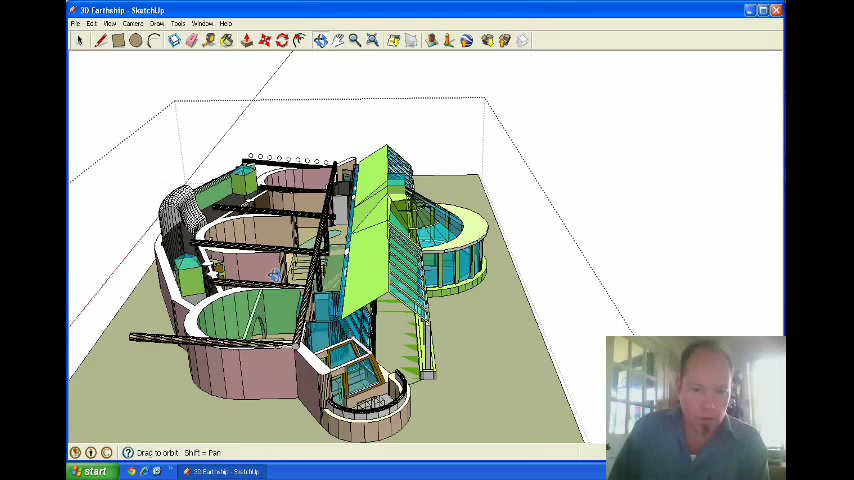 3D Earthship - SketchUp
File Edit View Camera Draw Tools Window Help
Drag to orbit. Shift = Pan
start
3D Earthship - SketchUp